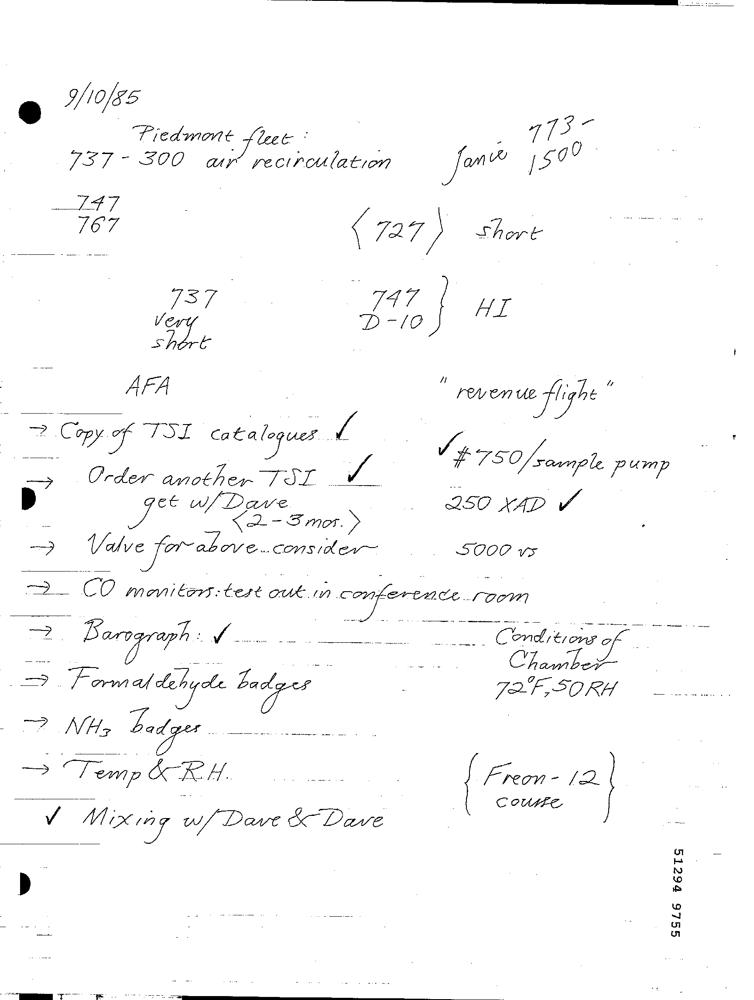 9/10/85
Piedmont fleet:
737-300 air recirculation
Janie 773-
1500
747
767
〈727〉 short
737
very
short
747
D-10
} HI
AFA
"revenue flight"
→ Copy of TSI catalogues ✓
✓ #750/sample pump
→ Order another TSI ✓
get w/Dave
〈2-3 mos.〉
250 XAD ✓
→ Valve for above - consider
5000 vs
→ CO monitors: test out in conference room
→ Barograph: ✓
Conditions of
Chamber
72°F, 50 RH
→ Formaldehyde badges
→ NH3 badges
→ Temp & R.H.
{Freon-12
course}
✓ Mixing w/Dave & Dave
51294 9755